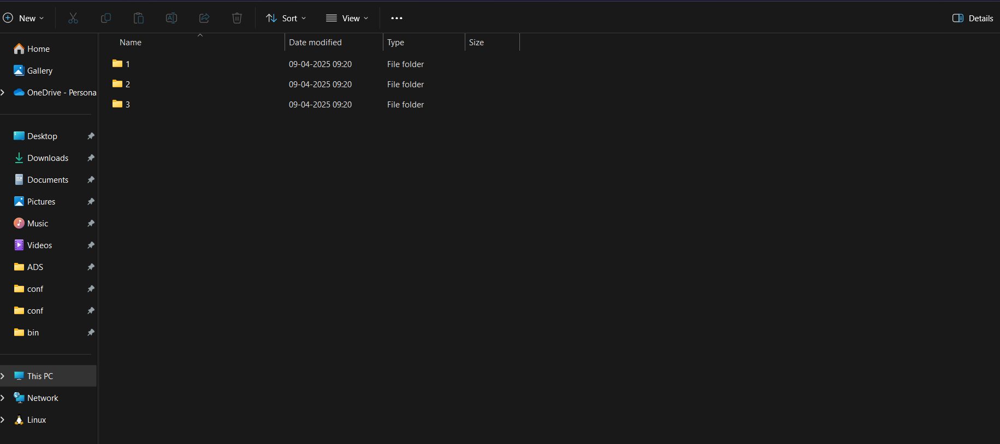 New Sort View ... Details
Home
Gallery
OneDrive - Persona
Desktop
Downloads
Documents
Pictures
Music
Videos
ADS
conf
conf
bin
This PC
Network
Linux
Name Date modified Type Size
1 09-04-2025 09:20 File folder
2 09-04-2025 09:20 File folder
3 09-04-2025 09:20 File folder